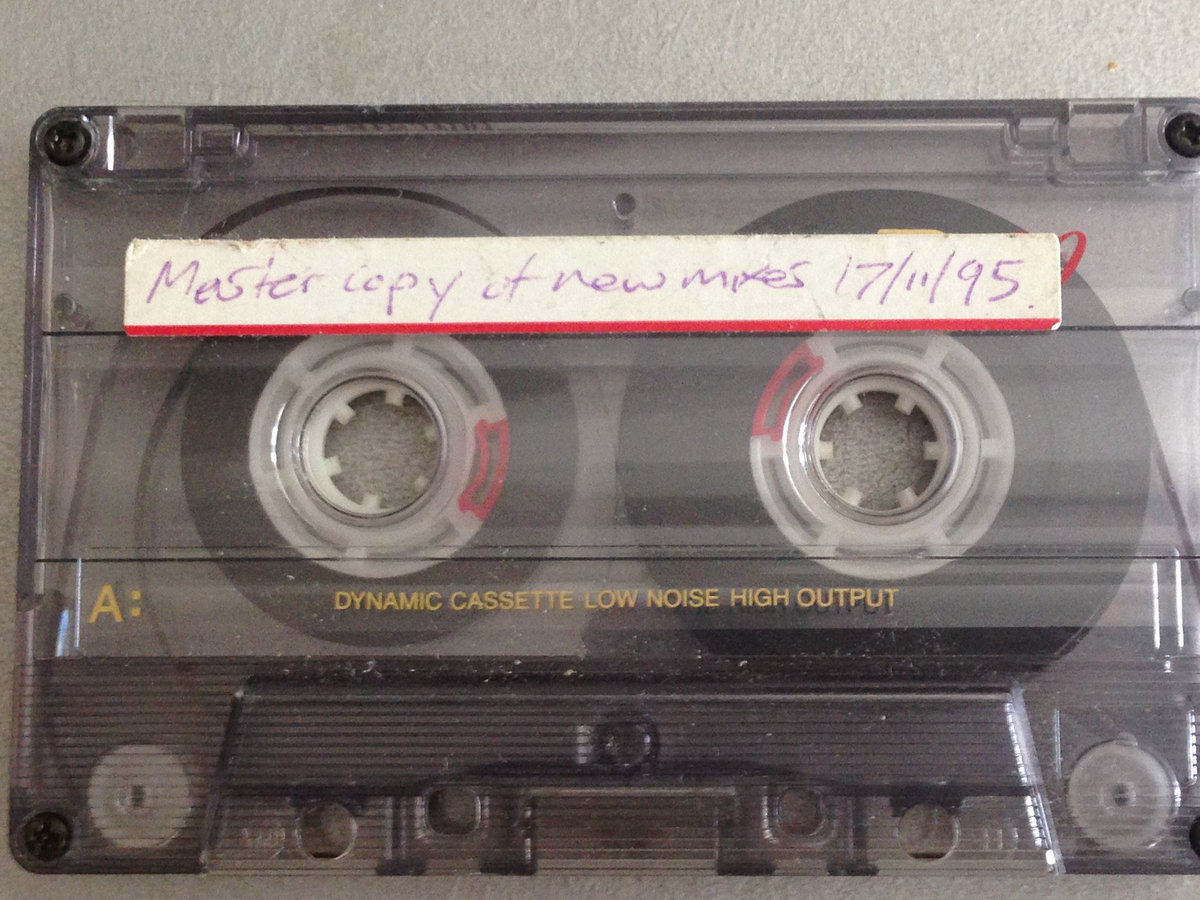 Master copy of new mixes 17/11/95.
A:
DYNAMIC CASSETTE LOW NOISE HIGH OUTPUT